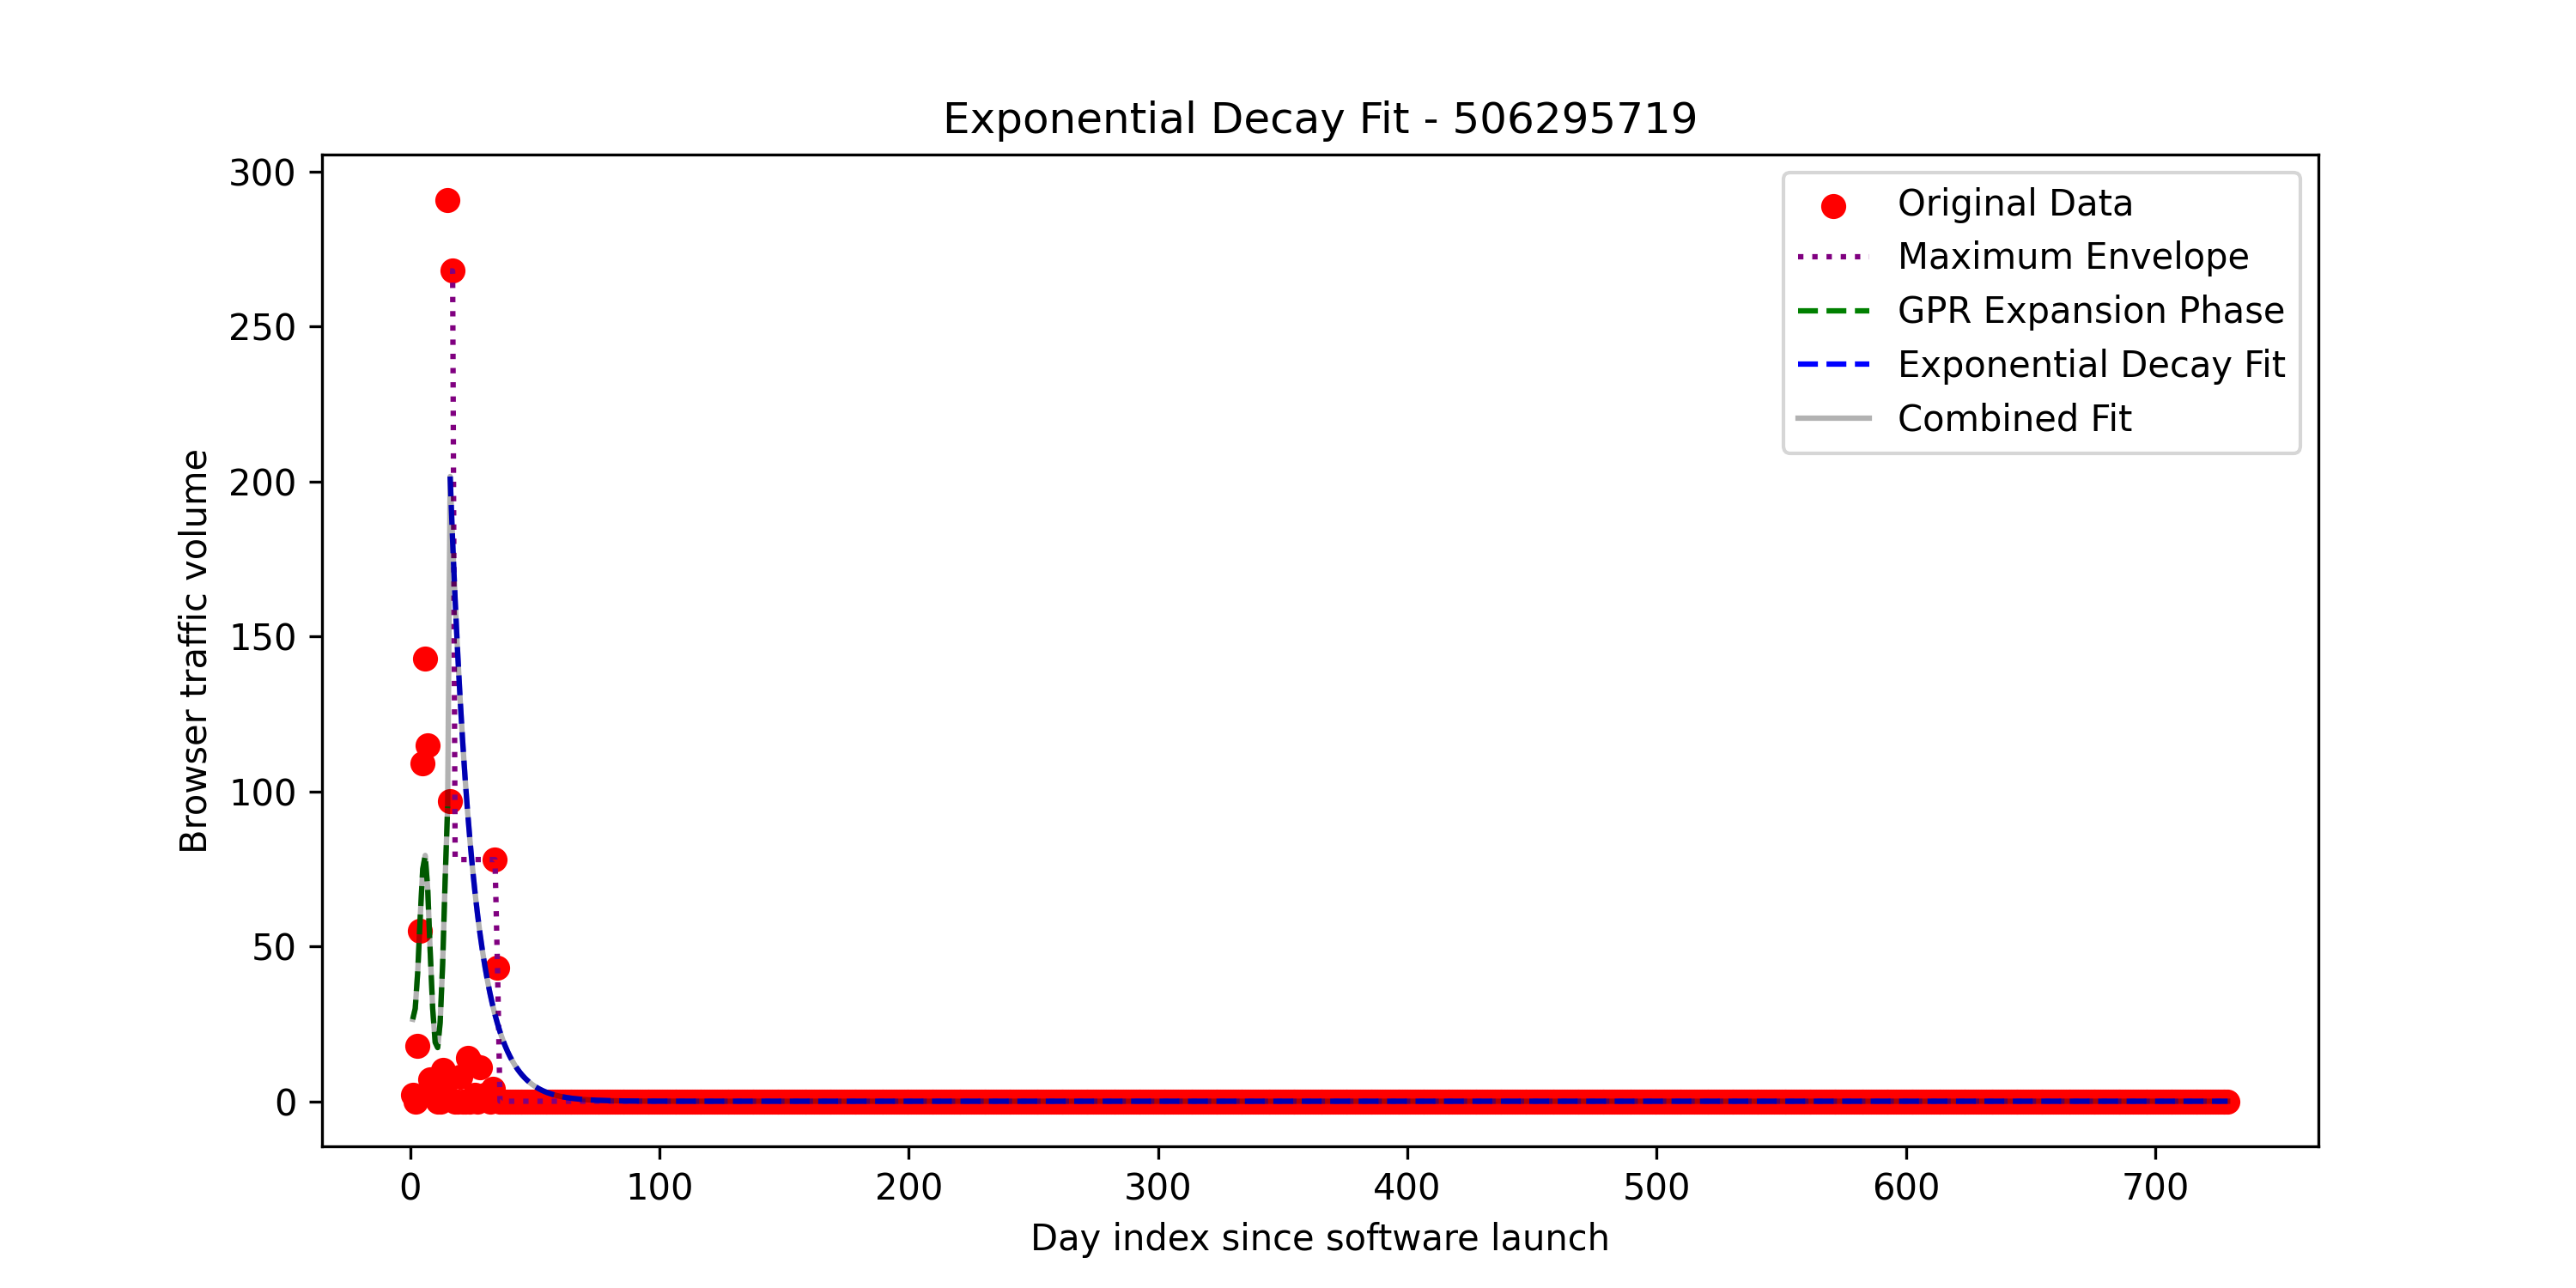 Exponential Decay Fit - 506295719
300
250
200
150
100
50
0
Browser traffic volume
Original Data
Maximum Envelope
GPR Expansion Phase
Exponential Decay Fit
Combined Fit
0 100 200 300 400 500 600 700
Day index since software launch